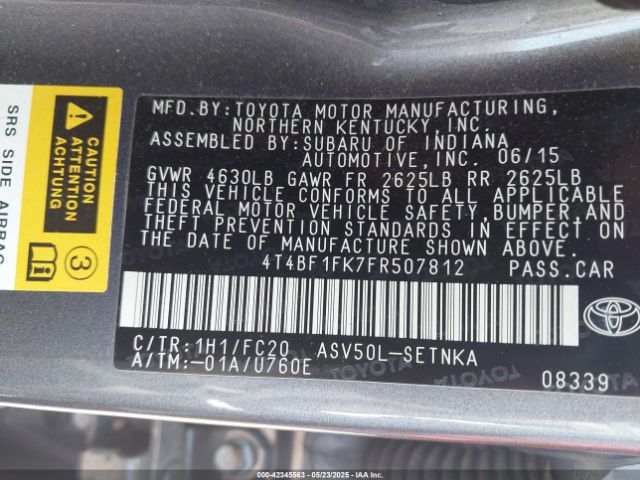 SRS SIDE AIRBAG
CAUTION
ATTENTION
ACHTUNG
3
MFD.BY:TOYOTA MOTOR MANUFACTURING,
NORTHERN KENTUCKY,INC.
ASSEMBLED BY:SUBARU OF INDIANA
AUTOMOTIVE,INC. 06/15
GVWR 4630LB GAWR FR 2625LB RR 2625LB
THIS VEHICLE CONFORMS TO ALL APPLICABLE
FEDERAL MOTOR VEHICLE SAFETY,BUMPER,AND
THEFT PREVENTION STANDARDS IN EFFECT ON
THE DATE OF MANUFACTURE SHOWN ABOVE.
4T4BF1FK7FR507812 PASS.CAR
C/TR:1H1/FC20 ASV50L-SETNKA
A/TM:-01A/U760E
08339
000-42345563 - 05/23/2025 - IAAI.COM